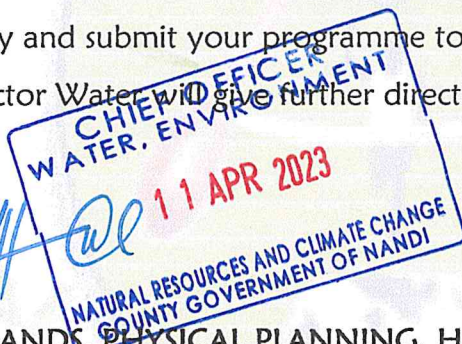 y and submit your programme to
ctor Water will give further direct
CHIEF OFFICER
WATER, ENVIRONMENT
11 APR 2023
NATURAL RESOURCES AND CLIMATE CHANGE
COUNTY GOVERNMENT OF NANDI
ANDS, PHYSICAL PLANNING, H